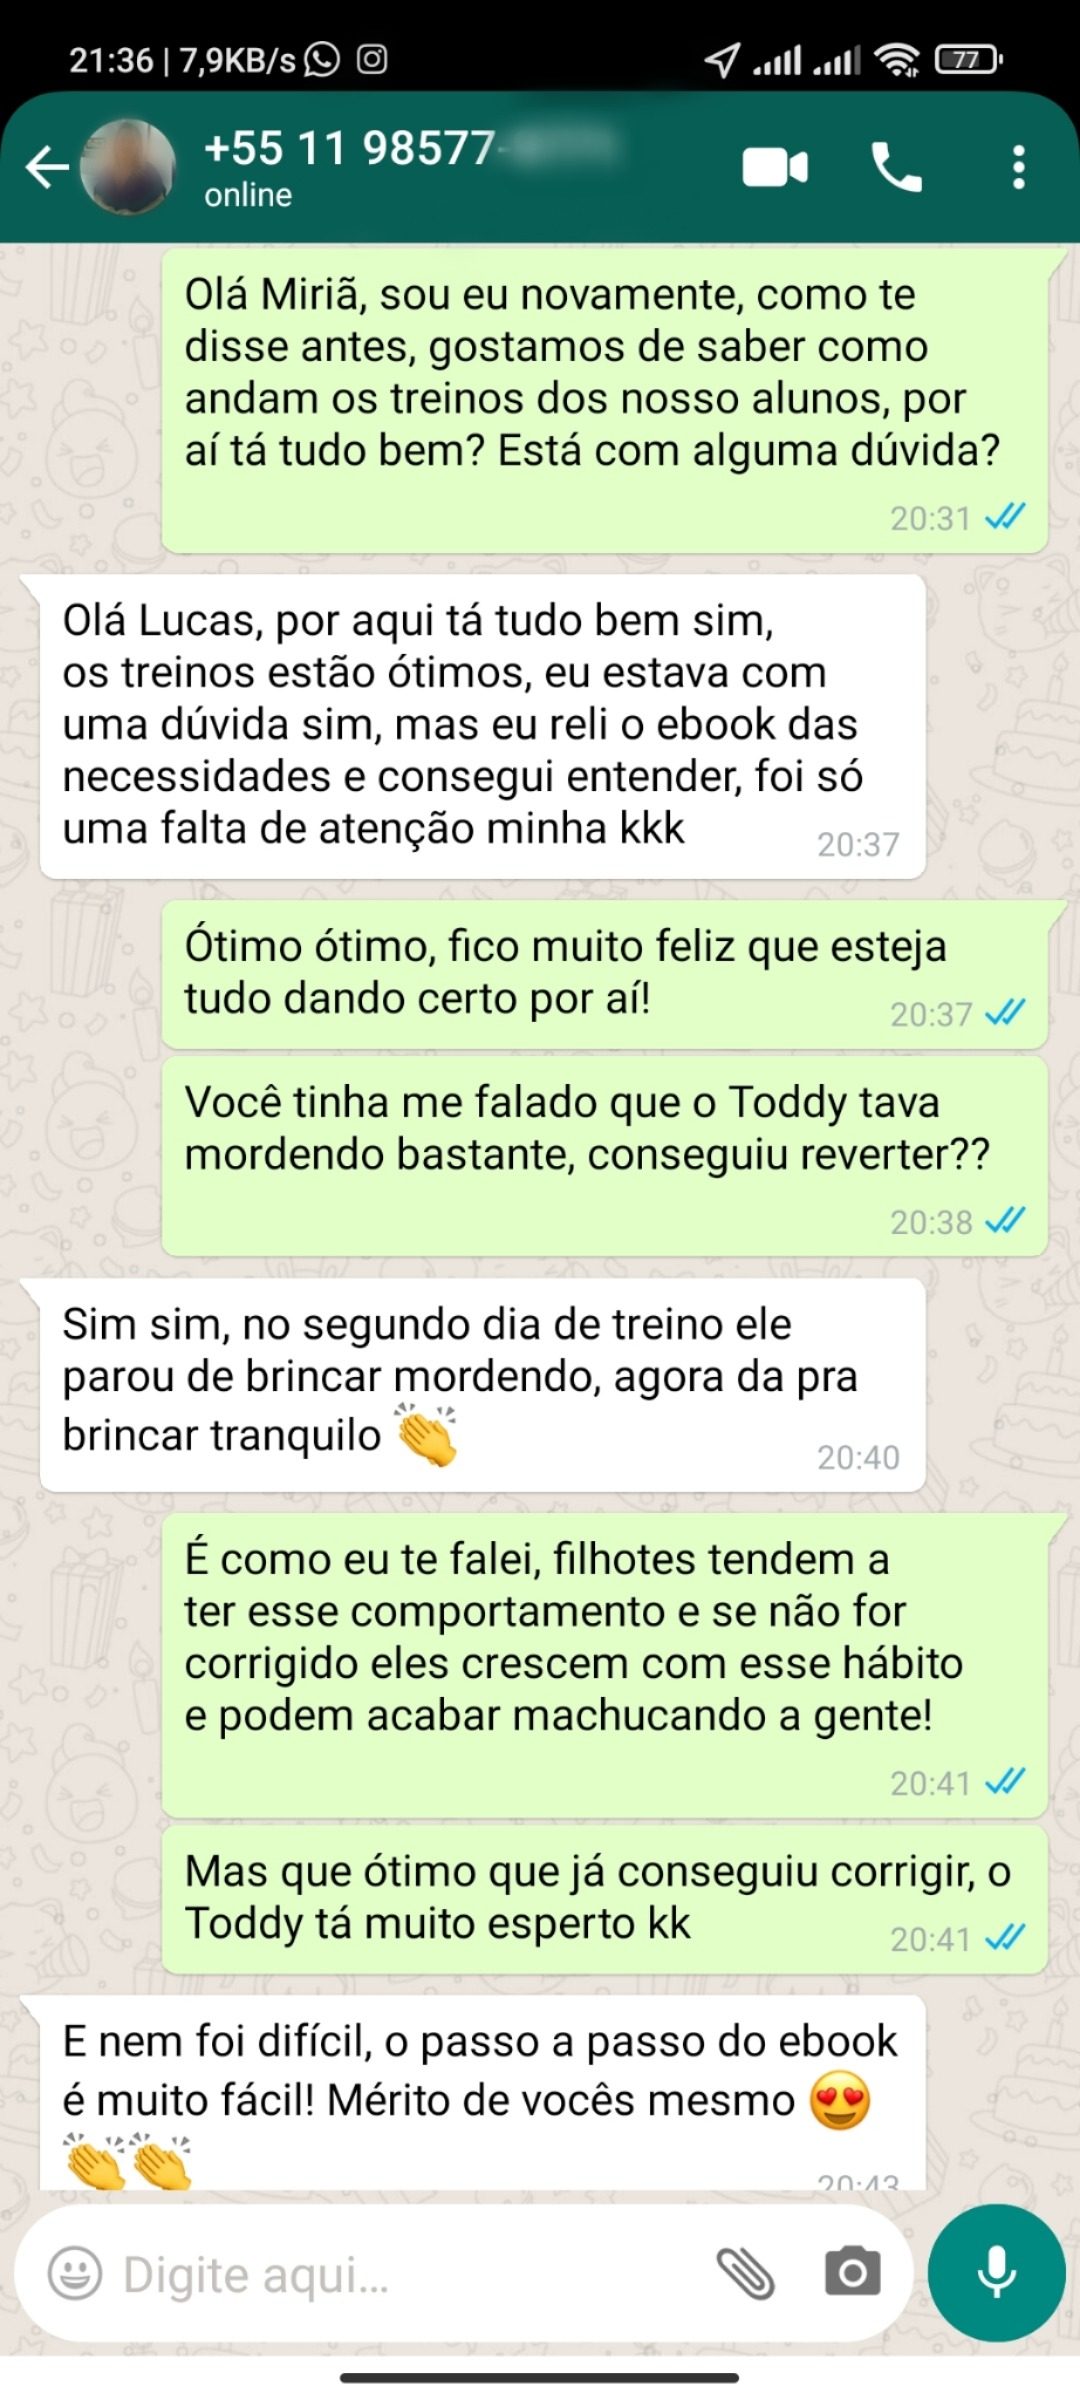 21:36 | 7,9KB/s
77
+55 11 98577-
online
Olá Miriã, sou eu novamente, como te
disse antes, gostamos de saber como
andam os treinos dos nosso alunos, por
aí tá tudo bem? Está com alguma dúvida?
20:31
Olá Lucas, por aqui tá tudo bem sim,
os treinos estão ótimos, eu estava com
uma dúvida sim, mas eu reli o ebook das
necessidades e consegui entender, foi só
uma falta de atenção minha kkk
20:37
Ótimo ótimo, fico muito feliz que esteja
tudo dando certo por aí!
20:37
Você tinha me falado que o Toddy tava
mordendo bastante, conseguiu reverter??
20:38
Sim sim, no segundo dia de treino ele
parou de brincar mordendo, agora da pra
brincar tranquilo 👏
20:40
É como eu te falei, filhotes tendem a
ter esse comportamento e se não for
corrigido eles crescem com esse hábito
e podem acabar machucando a gente!
20:41
Mas que ótimo que já conseguiu corrigir, o
Toddy tá muito esperto kk
20:41
E nem foi difícil, o passo a passo do ebook
é muito fácil! Mérito de vocês mesmo 😍
👏👏
20:43
Digite aqui...